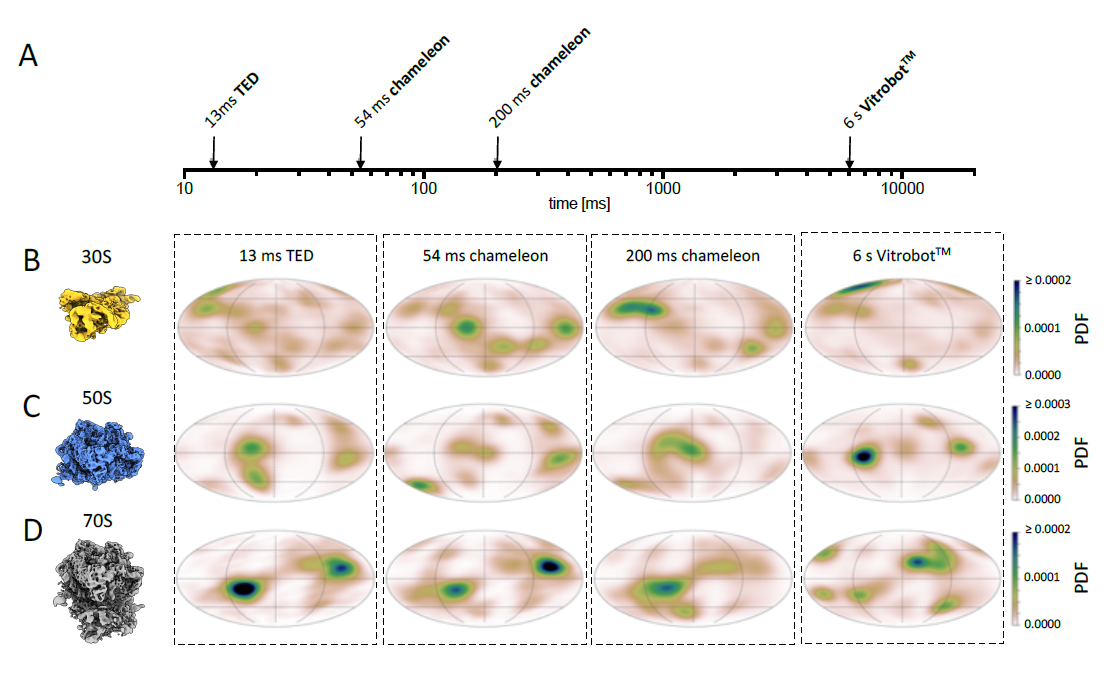 A
13ms TED
54 ms chameleon
200 ms chameleon
6 s Vitrobot™
10 100 1000 10000
time [ms]
B 30S
13 ms TED 54 ms chameleon 200 ms chameleon 6 s Vitrobot™
≥ 0.0002
0.0001
0.0000
PDF
C 50S
≥ 0.0003
0.0002
0.0001
0.0000
PDF
D 70S
≥ 0.0002
0.0001
0.0000
PDF